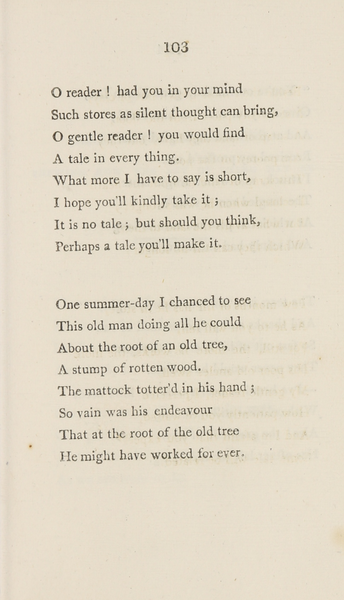 103
O reader ! had you in your mind
Such stores as silent thought can bring,
O gentle reader ! you would find
A tale in every thing.
What more I have to say is short,
I hope you'll kindly take it ;
It is no tale ; but should you think,
Perhaps a tale you'll make it.
One summer-day I chanced to see
This old man doing all he could
About the root of an old tree,
A stump of rotten wood.
The mattock totter'd in his hand ;
So vain was his endeavour
That at the root of the old tree
He might have worked for ever.